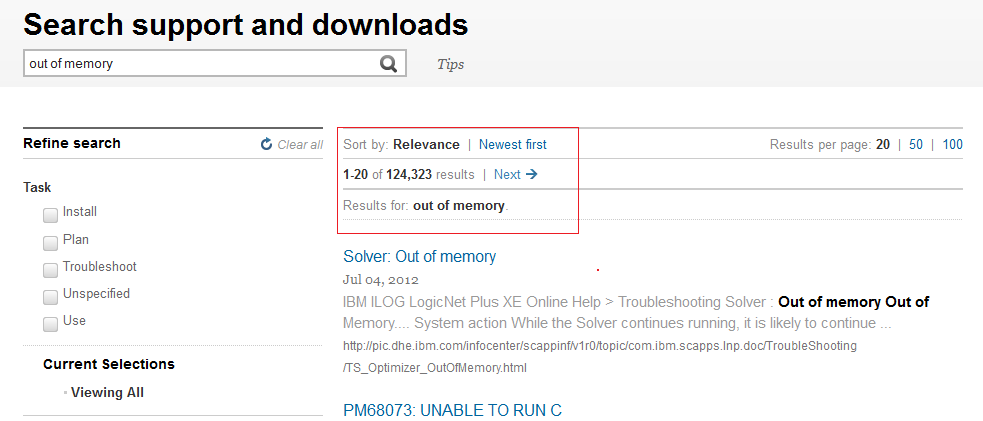 Search support and downloads
out of memory
Tips
Refine search
Clear all
Task
Install
Plan
Troubleshoot
Unspecified
Use
Current Selections
Viewing All
Sort by: Relevance | Newest first
Results per page: 20 | 50 | 100
1-20 of 124,323 results | Next
Results for: out of memory.
Solver: Out of memory
Jul 04, 2012
IBM ILOG LogicNet Plus XE Online Help > Troubleshooting Solver : Out of memory Out of
Memory.... System action While the Solver continues running, it is likely to continue ...
http://pic.dhe.ibm.com/infocenter/scappinf/v1r0/topic/com.ibm.scapps.lnp.doc/TroubleShooting
/TS_Optimizer_OutOfMemory.html
PM68073: UNABLE TO RUN C